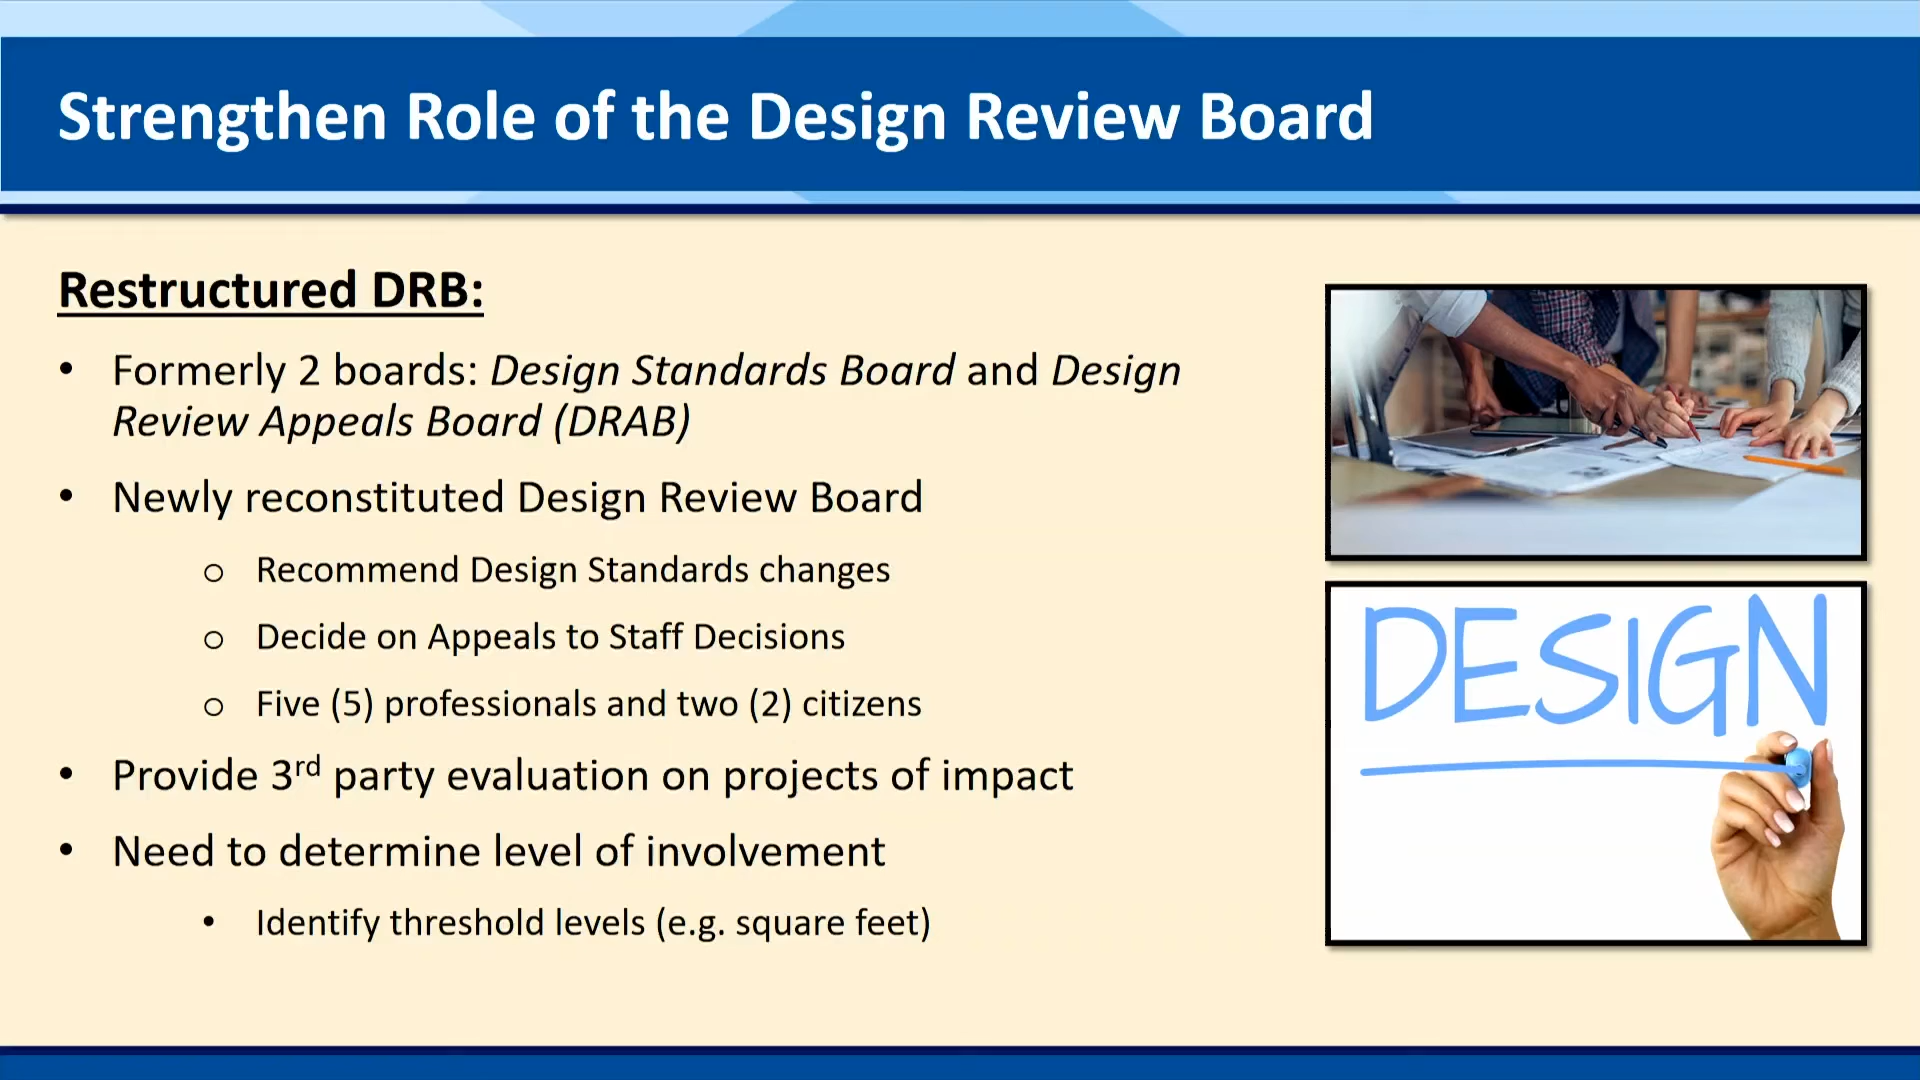 Strengthen Role of the Design Review Board
Restructured DRB:
• Formerly 2 boards: Design Standards Board and Design
Review Appeals Board (DRAB)
• Newly reconstituted Design Review Board
o Recommend Design Standards changes
o Decide on Appeals to Staff Decisions
o Five (5) professionals and two (2) citizens
• Provide 3rd party evaluation on projects of impact
• Need to determine level of involvement
• Identify threshold levels (e.g. square feet)
DESIGN